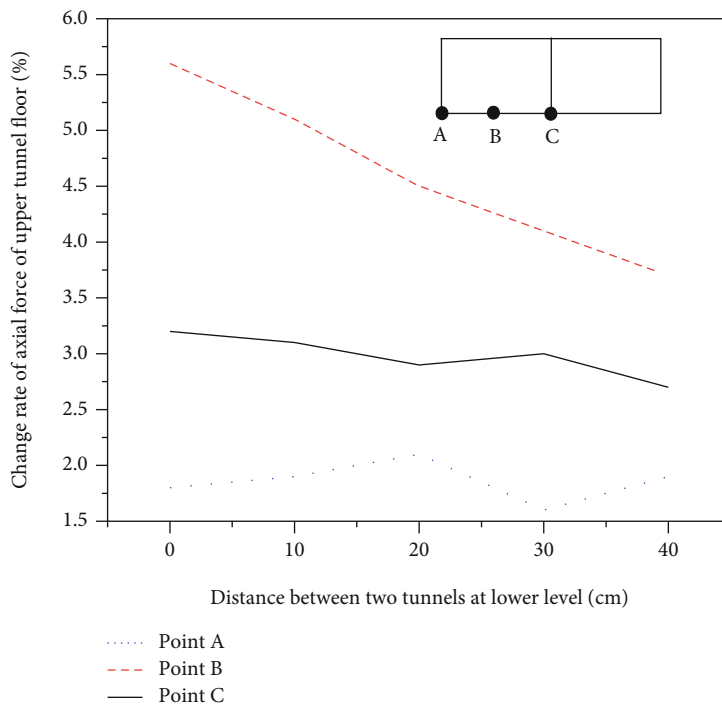 Change rate of axial force of upper tunnel floor (%)
6.0
5.5
5.0
4.5
4.0
3.5
3.0
2.5
2.0
1.5
A
B
C
0 10 20 30 40
Distance between two tunnels at lower level (cm)
Point A
Point B
Point C